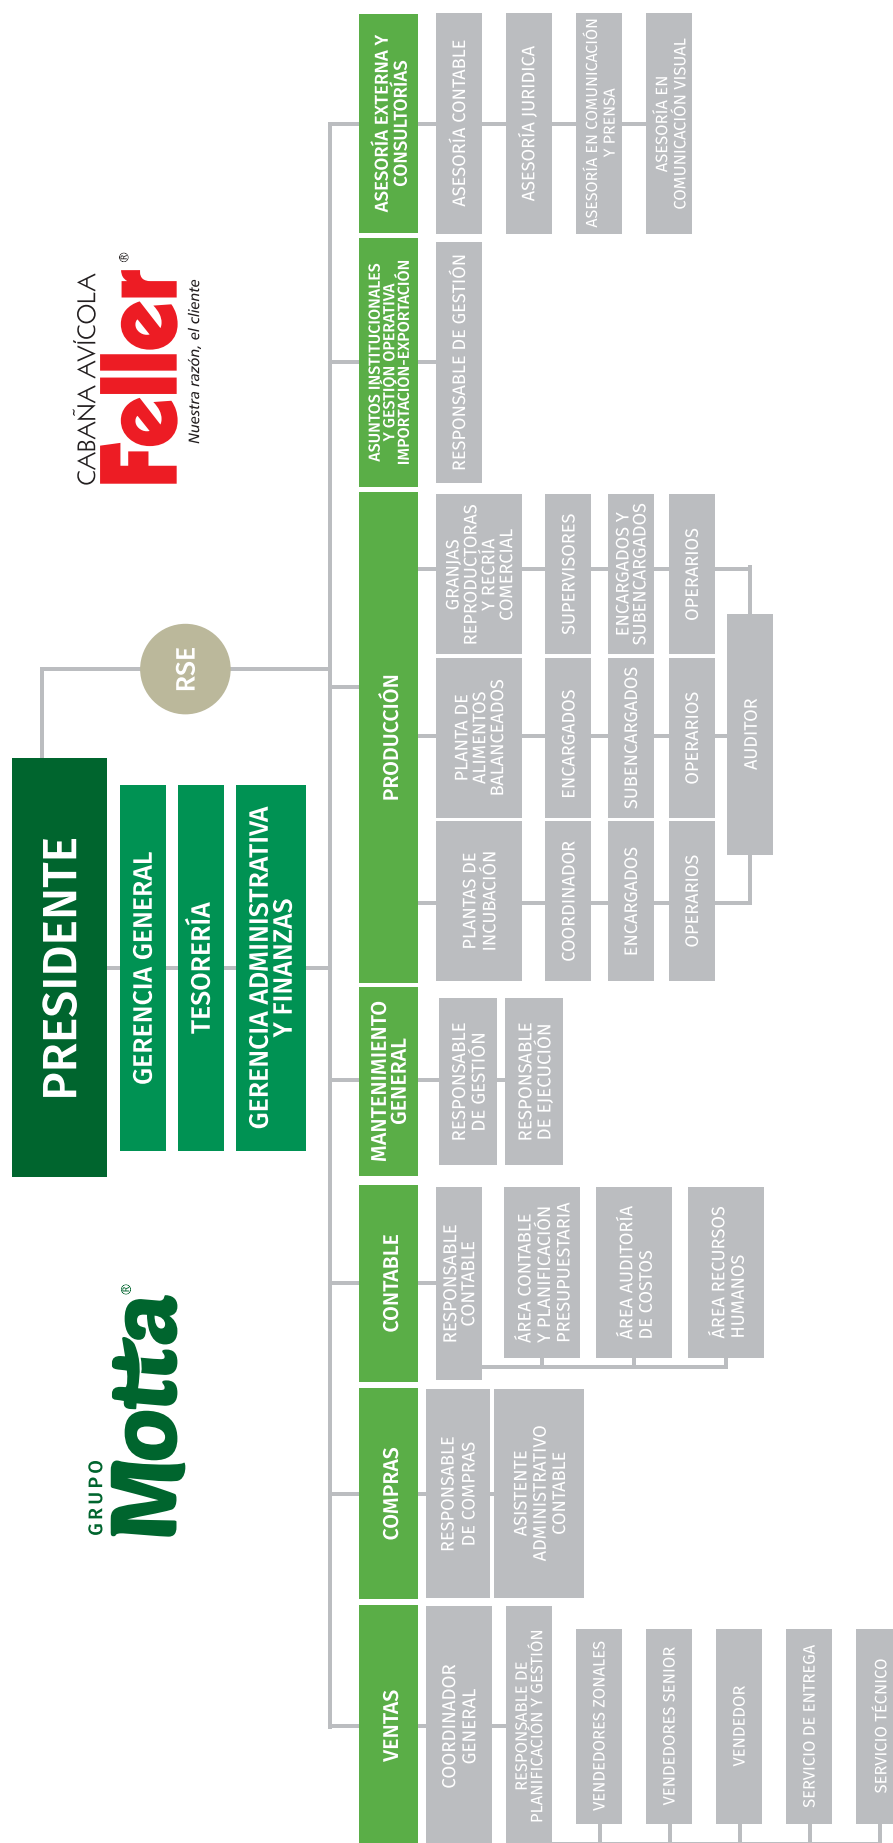 GRUPO
Motta®
CABAÑA AVÍCOLA
Feller®
Nuestra razón, el cliente
PRESIDENTE
RSE
GERENCIA GENERAL
TESORERÍA
GERENCIA ADMINISTRATIVA
Y FINANZAS
VENTAS
COORDINADOR
GENERAL
RESPONSABLE DE
PLANIFICACIÓN Y GESTIÓN
VENDEDORES ZONALES
VENDEDORES SENIOR
VENDEDOR
SERVICIO DE ENTREGA
SERVICIO TÉCNICO
COMPRAS
RESPONSABLE
DE COMPRAS
ASISTENTE
ADMINISTRATIVO
CONTABLE
CONTABLE
RESPONSABLE
CONTABLE
ÁREA CONTABLE
Y PLANIFICACIÓN
PRESUPUESTARIA
ÁREA AUDITORÍA
DE COSTOS
ÁREA RECURSOS
HUMANOS
MANTENIMIENTO
GENERAL
RESPONSABLE
DE GESTIÓN
RESPONSABLE
DE EJECUCIÓN
PRODUCCIÓN
PLANTAS DE
INCUBACIÓN
COORDINADOR
ENCARGADOS
OPERARIOS
PLANTA DE
ALIMENTOS
BALANCEADOS
ENCARGADOS
SUBENCARGADOS
OPERARIOS
GRANJAS
REPRODUCTORAS
Y RECRÍA
COMERCIAL
SUPERVISORES
ENCARGADOS Y
SUBENCARGADOS
OPERARIOS
AUDITOR
ASUNTOS INSTITUCIONALES
Y GESTIÓN OPERATIVA
IMPORTACIÓN-EXPORTACIÓN
RESPONSABLE DE GESTIÓN
ASESORÍA EXTERNA Y
CONSULTORÍAS
ASESORÍA CONTABLE
ASESORÍA JURIDICA
ASESORÍA EN COMUNICACIÓN
Y PRENSA
ASESORÍA EN
COMUNICACIÓN VISUAL